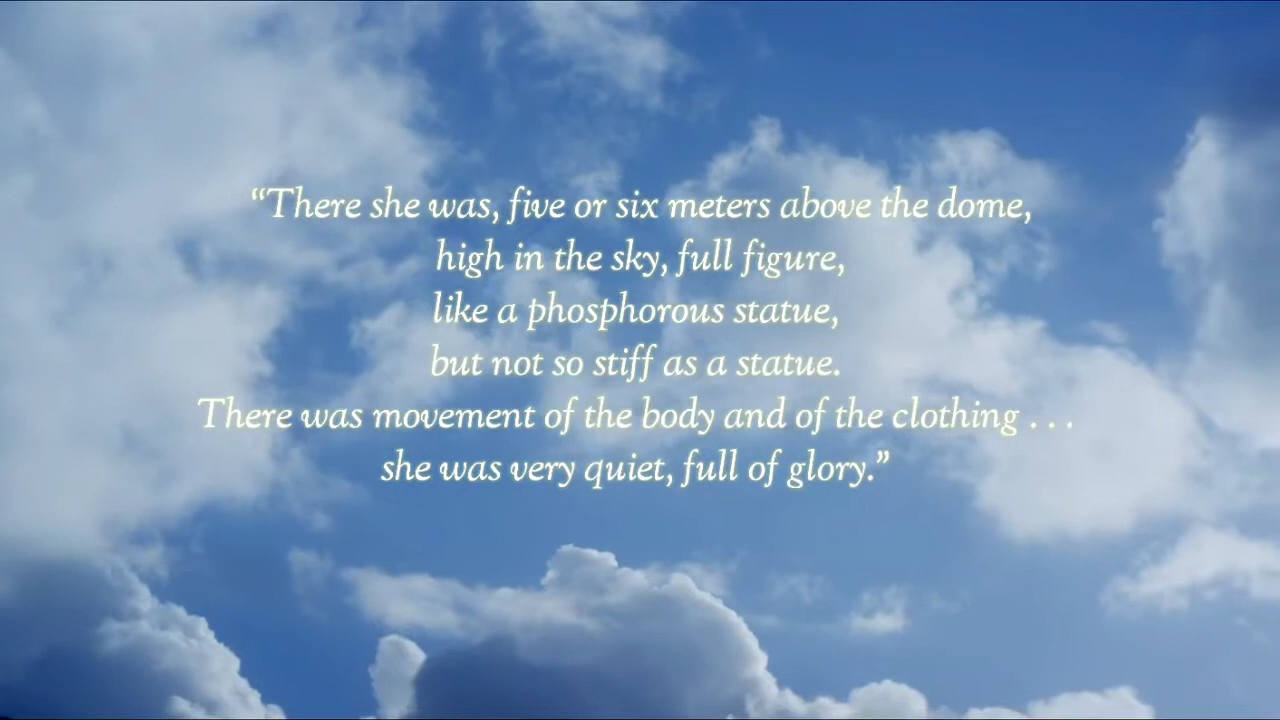 “There she was, five or six meters above the dome,
high in the sky, full figure,
like a phosphorous statue,
but not so stiff as a statue.
There was movement of the body and of the clothing . . .
she was very quiet, full of glory.”